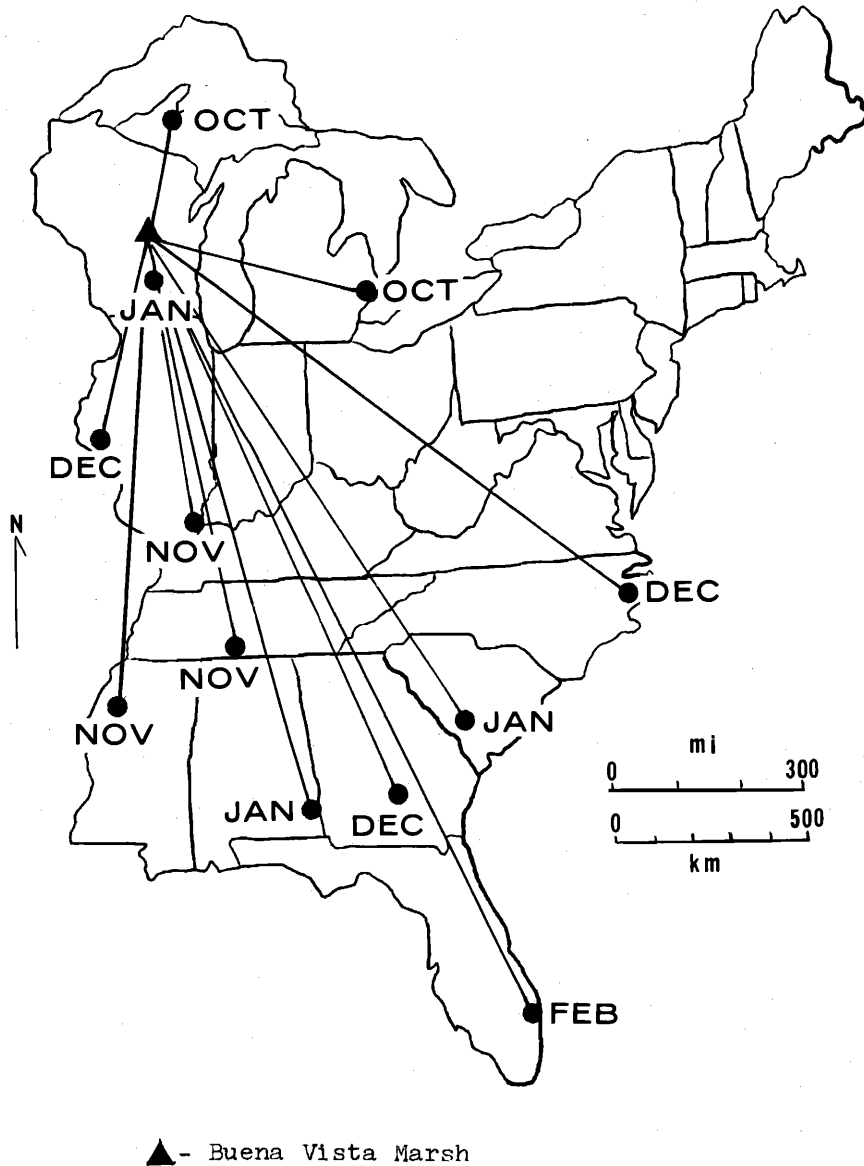 OCT
OCT
JAN
DEC
N
NOV
DEC
NOV
NOV
JAN
mi
0 300
JAN
DEC
0 500
km
FEB
▲- Buena Vista Marsh